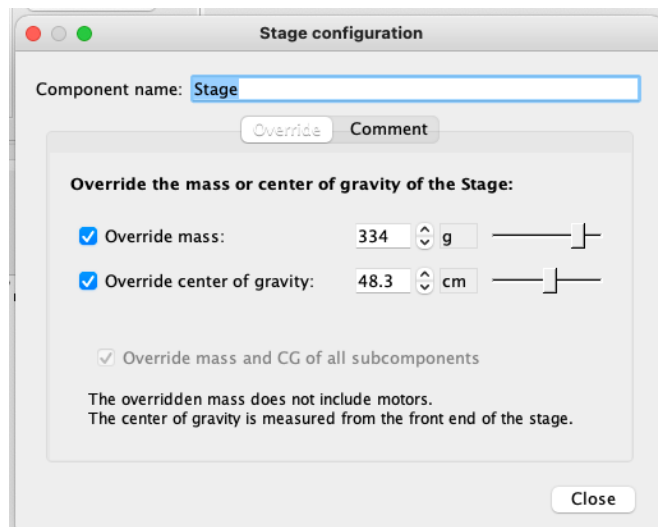 Stage configuration
Component name: Stage
Override Comment
Override the mass or center of gravity of the Stage:
Override mass: 334 g
Override center of gravity: 48.3 cm
Override mass and CG of all subcomponents
The overridden mass does not include motors.
The center of gravity is measured from the front end of the stage.
Close